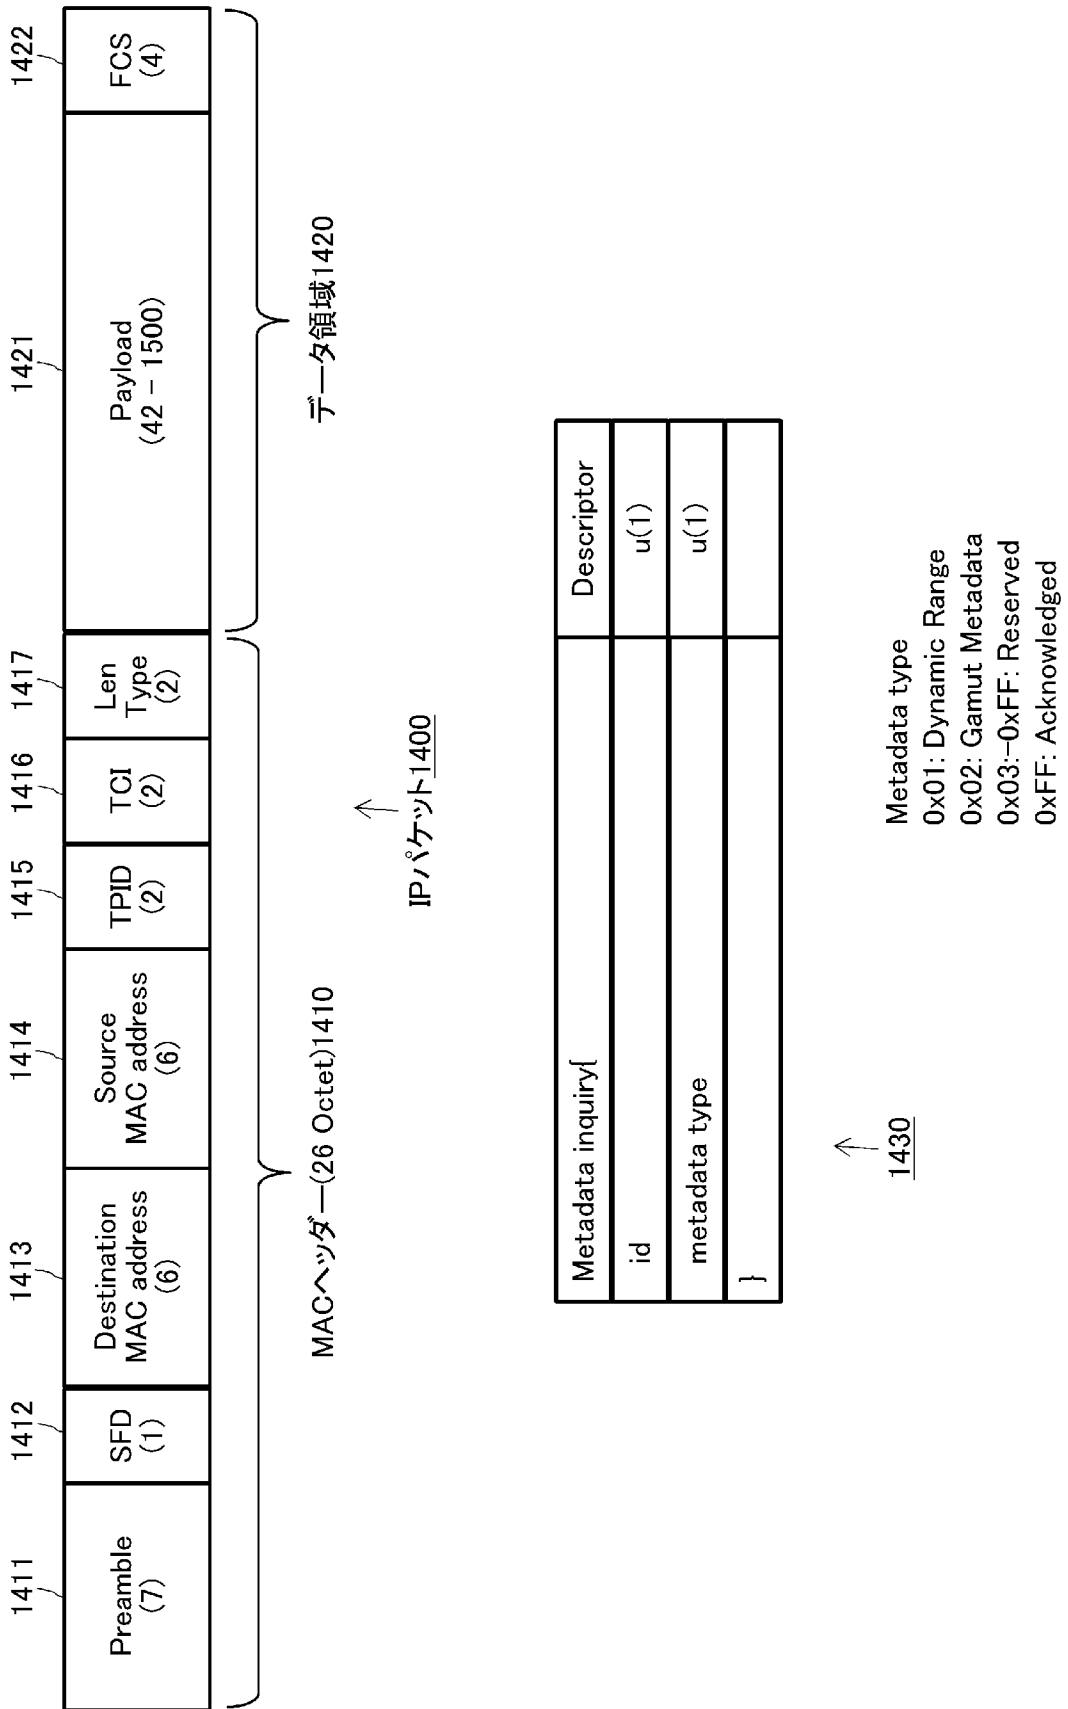 1411
1412
1413
1414
1415
1416
1417
1421
1422
Preamble
(7)
SFD
(1)
Destination
MAC address
(6)
Source
MAC address
(6)
TPID
(2)
TCI
(2)
Len
Type
(2)
Payload
(42 - 1500)
FCS
(4)
MACヘッダー(26 Octet)1410
データ領域1420
IPパケット1400
Metadata inquiry{
Descriptor
id
u(1)
metadata type
u(1)
}
1430
Metadata type
0x01: Dynamic Range
0x02: Gamut Metadata
0x03:-0xFF: Reserved
0xFF: Acknowledged